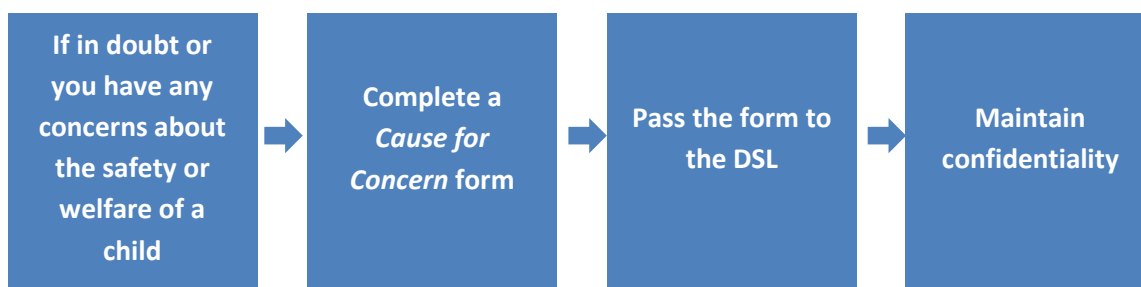 If in doubt or
you have any
concerns about
the safety or
welfare of a
child
Complete a
Cause for
Concern form
Pass the form to
the DSL
Maintain
confidentiality